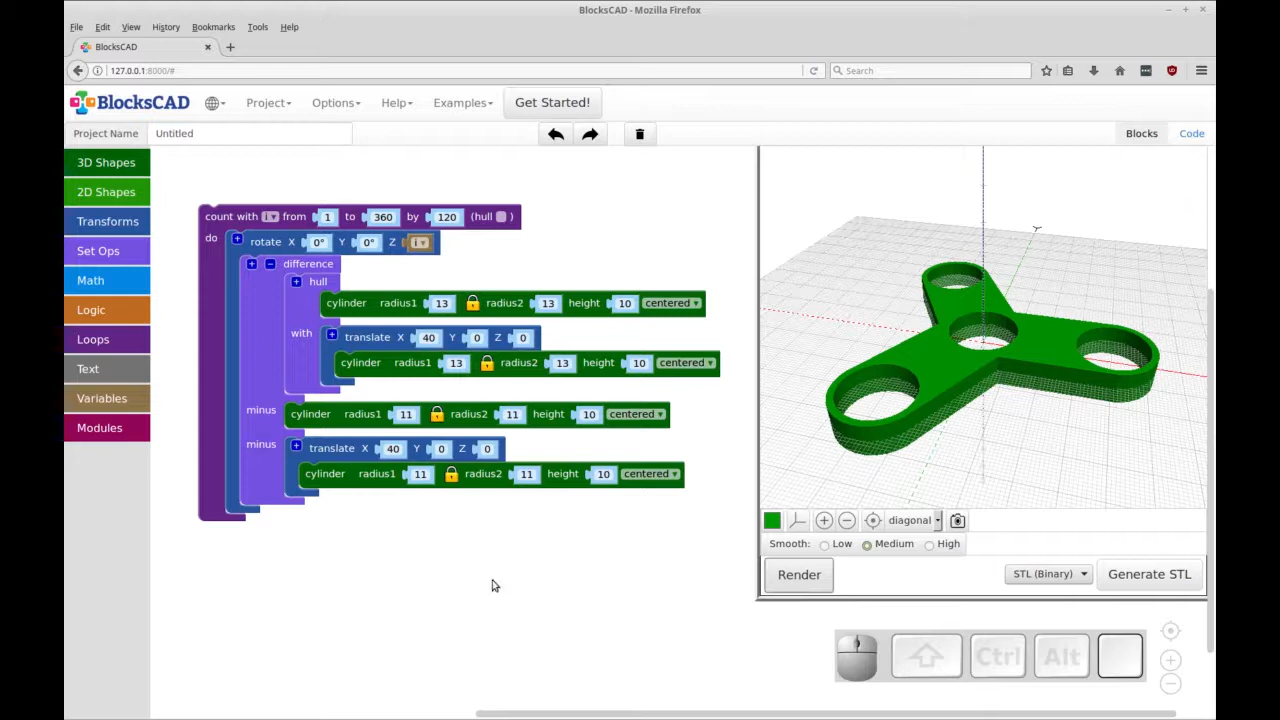 BlocksCAD - Mozilla Firefox
File Edit View History Bookmarks Tools Help
BlocksCAD
127.0.0.1:8000/#
Search
BlocksCAD Project Options Help Examples Get Started!
Project Name Untitled Blocks Code
3D Shapes
2D Shapes
Transforms
Set Ops
Math
Logic
Loops
Text
Variables
Modules
count with i from 1 to 360 by 120 (hull )
do rotate X 0° Y 0° Z i
difference
hull
cylinder radius1 13 radius2 13 height 10 centered
with translate X 40 Y 0 Z 0
cylinder radius1 13 radius2 13 height 10 centered
minus cylinder radius1 11 radius2 11 height 10 centered
minus translate X 40 Y 0 Z 0
cylinder radius1 11 radius2 11 height 10 centered
diagonal
Smooth: Low Medium High
Render STL (Binary) Generate STL
Ctrl Alt